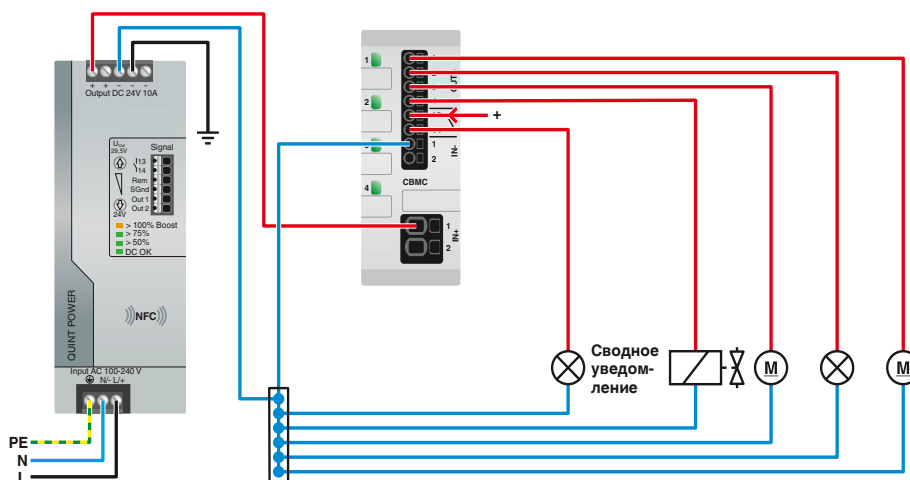 + + - - -
Output DC 24V 10A
UOut
29,5V
Signal
13
14
Rem
SGnd
Out 1
Out 2
24V
> 100% Boost
> 75%
> 50%
DC OK
QUINT POWER
NFC
Input AC 100-240 V
N/- L/+
PE
N
L
1
2
3
4
OUT
+
1
2
IN-
CBMC
1
2
IN+
Сводное
уведом-
ление
M
M